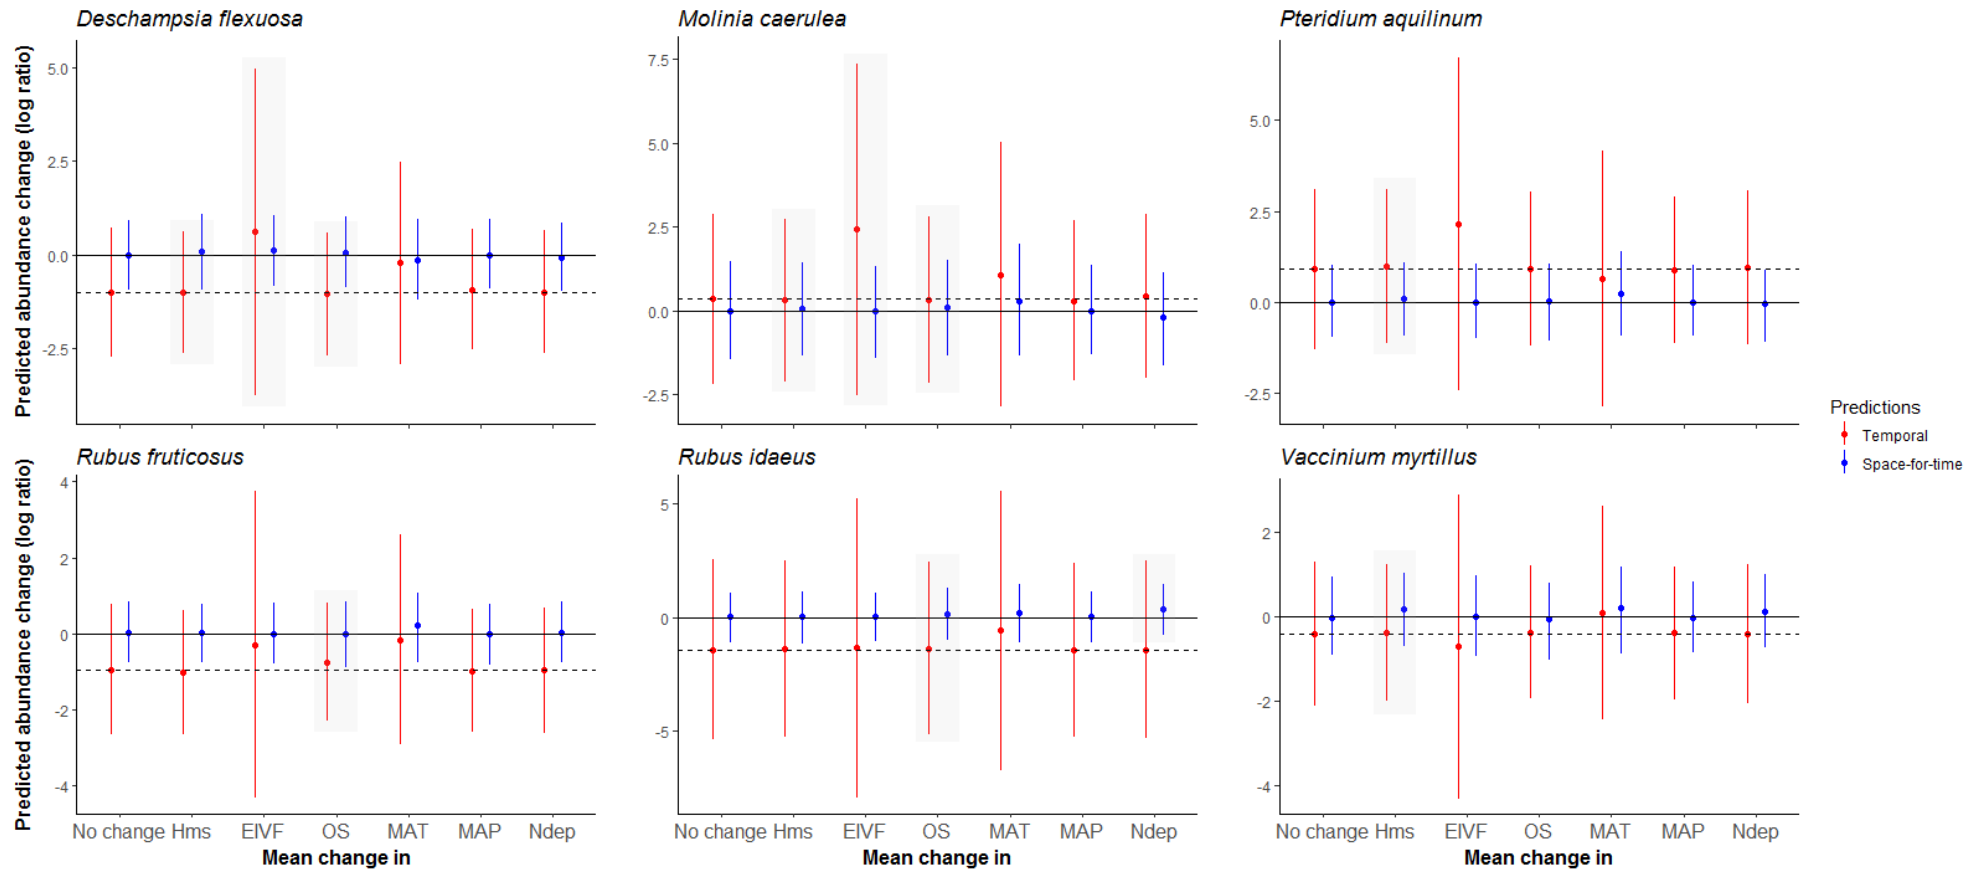 Deschampsia flexuosa
Molinia caerulea
Pteridium aquilinum
Predicted abundance change (log ratio)
5.0
2.5
0.0
-2.5
7.5
5.0
2.5
0.0
-2.5
5.0
2.5
0.0
-2.5
Predictions
Temporal
Space-for-time
Rubus fruticosus
Rubus idaeus
Vaccinium myrtillus
Predicted abundance change (log ratio)
4
2
0
-2
-4
5
0
-5
2
0
-2
-4
No change Hms EIVF OS MAT MAP Ndep
No change Hms EIVF OS MAT MAP Ndep
No change Hms EIVF OS MAT MAP Ndep
Mean change in
Mean change in
Mean change in